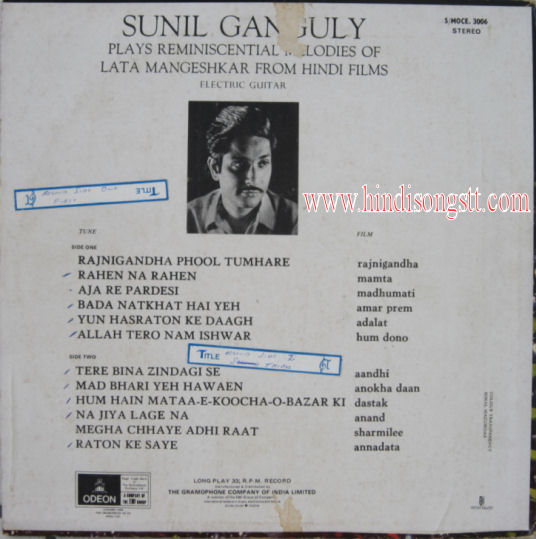 SUNIL GANGULY
S/MOCE. 3006
STEREO
PLAYS REMINISCENTIAL MELODIES OF
LATA MANGESHKAR FROM HINDI FILMS
ELECTRIC GUITAR
TITLE
www.hindisongstt.com
TUNE FILM
SIDE ONE
RAJNIGANDHA PHOOL TUMHARE rajnigandha
RAHEN NA RAHEN mamta
AJA RE PARDESI madhumati
BADA NATKHAT HAI YEH amar prem
YUN HASRATON KE DAAGH adalat
ALLAH TERO NAM ISHWAR hum dono
TITLE
SIDE TWO
TERE BINA ZINDAGI SE aandhi
MAD BHARI YEH HAWAEN anokha daan
HUM HAIN MATAA-E-KOOCHA-O-BAZAR KI dastak
NA JIYA LAGE NA anand
MEGHA CHHAYE ADHI RAAT sharmilee
RATON KE SAYE annadata
ODEON
LONG PLAY 33⅓ R.P.M. RECORD
THE GRAMOPHONE COMPANY OF INDIA LIMITED